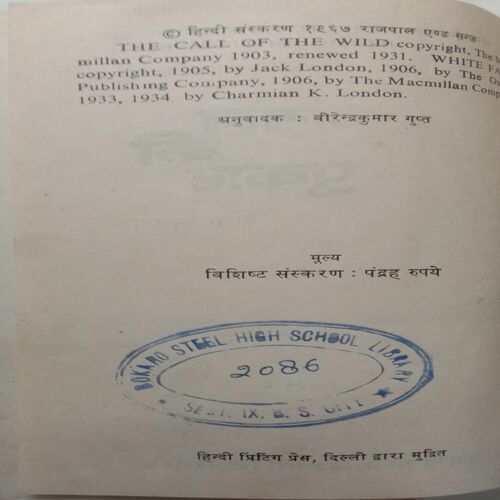 © हिन्दी संस्करण १९६७ राजपाल एण्ड सन्ज़
THE CALL OF THE WILD copyright, The
millan Company 1903, renewed 1931. WHITE FA
copyright, 1905, by Jack London, 1906, by The
Publishing Company, 1906, by The Macmillan Comp
1933, 1934 by Charmian K. London.
अनुवादक : वीरेन्द्रकुमार गुप्त
मूल्य
विशिष्ट संस्करण : पंद्रह रुपये
BOKARO STEEL HIGH SCHOOL LIBRARY
2086
SECT. IX, B. S. CITY
हिन्दी प्रिंटिंग प्रेस, दिल्ली द्वारा मुद्रित